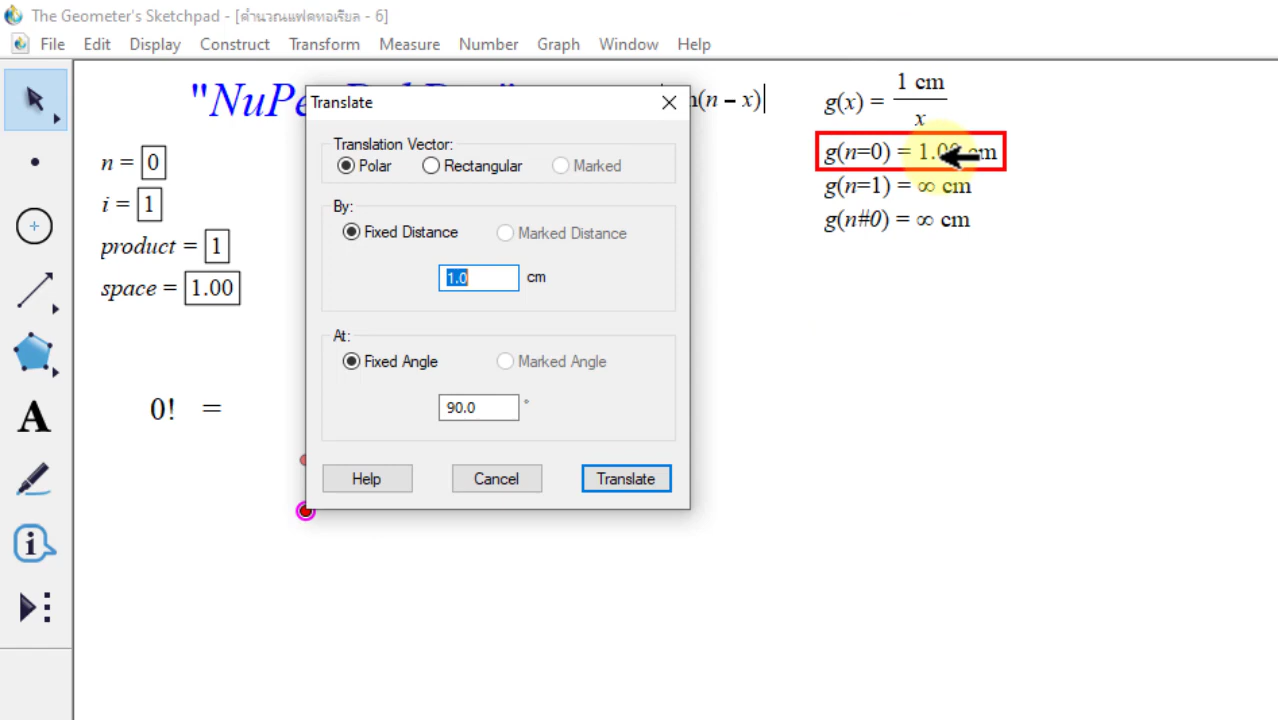 The Geometer's Sketchpad - [คำนวณแฟคทอเรียล - 6]
File Edit Display Construct Transform Measure Number Graph Window Help
"NuPe
n(n – x)|
g(x) = 1 cm / x
g(n=0) = 1.00 cm
g(n=1) = ∞ cm
g(n#0) = ∞ cm
n = 0
i = 1
product = 1
space = 1.00
0! =
Translate
Translation Vector:
Polar Rectangular Marked
By:
Fixed Distance Marked Distance
1.0 cm
At:
Fixed Angle Marked Angle
90.0 °
Help Cancel Translate
A
i